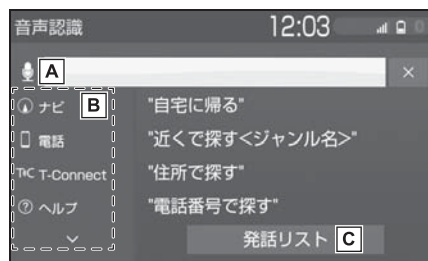 音声認識 12:03
A
×
ナビ B "自宅に帰る"
電話 "近くで探す<ジャンル名>"
T-Connect "住所で探す"
ヘルプ "電話番号で探す"
発話リスト C